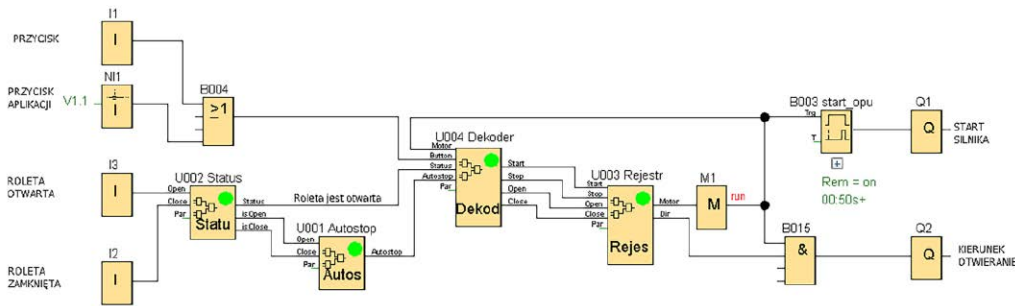 I1
PRZYCISK
I
NI1
PRZYCISK
APLIKACJI
V1.1
I
B004
≥1
I3
ROLETA
OTWARTA
I
I2
ROLETA
ZAMKNIĘTA
I
U002 Status
Open
Close
Par
Statu
Status
is Open
is Close
Roleta jest otwarta
U001 Autostop
Open
Close
Par
Autos
Autostop
U004 Dekoder
Motor
Button
Status
Autostop
Par
Dekod
Start
Stop
Open
Close
U003 Rejestr
Start
Stop
Open
Close
Par
Rejes
Motor
Dir
M1
M
run
B003 start_opu
Trg
T
Rem = on
00:50s+
Q1
Q
START
SILNIKA
B015
&
Q2
Q
KIERUNEK
OTWIERANIE